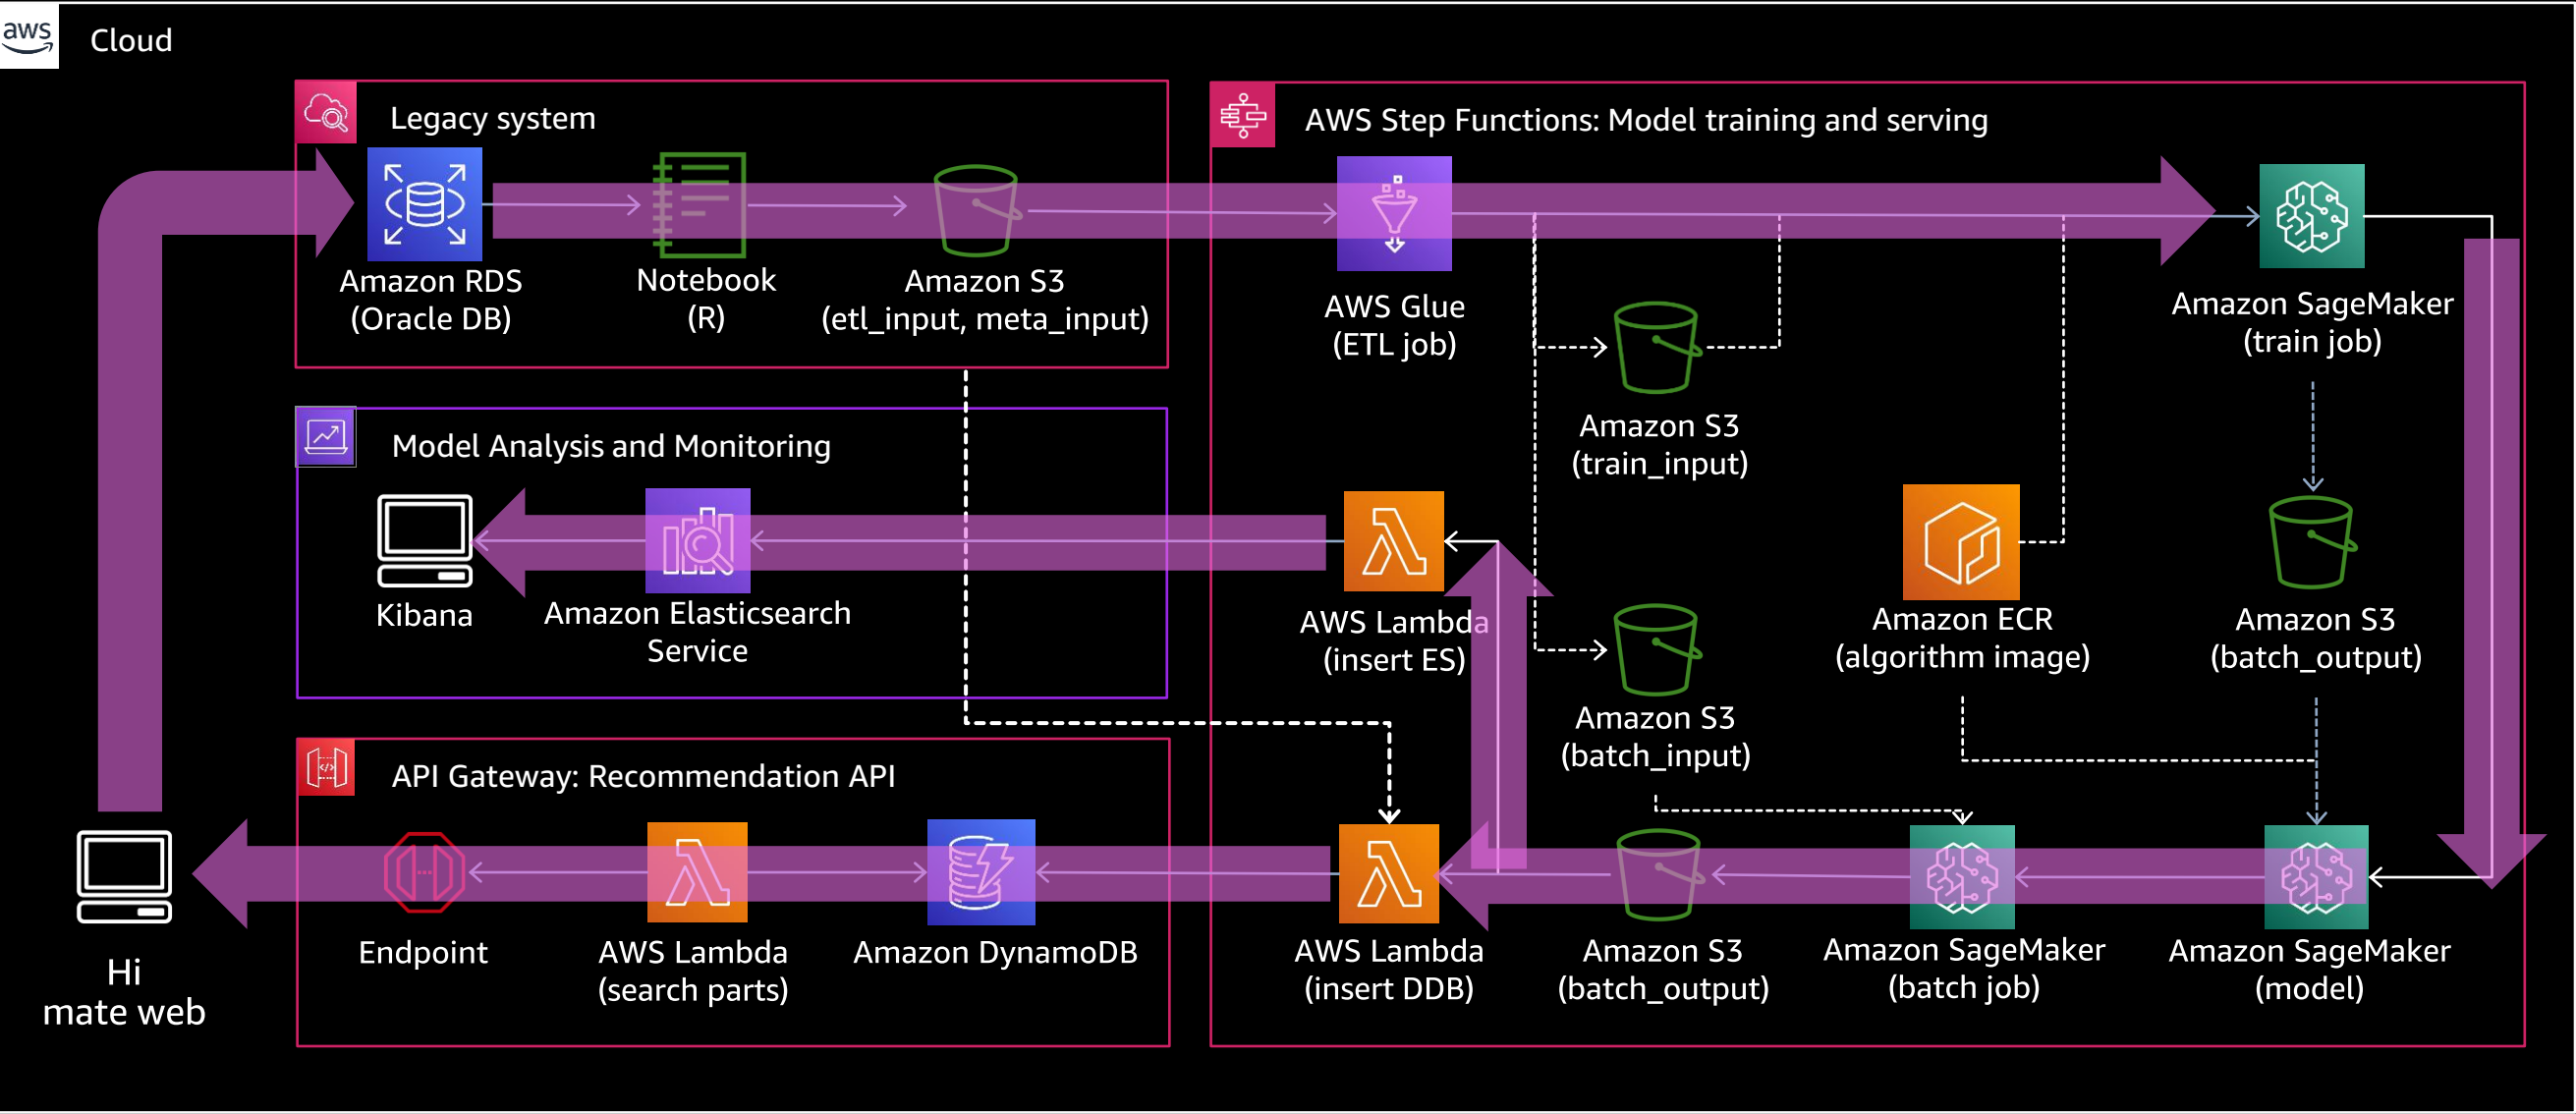 aws
Cloud
Legacy system
Amazon RDS
(Oracle DB)
Notebook
(R)
Amazon S3
(etl_input, meta_input)
AWS Step Functions: Model training and serving
AWS Glue
(ETL job)
Amazon SageMaker
(train job)
Amazon S3
(train_input)
Model Analysis and Monitoring
Kibana
Amazon Elasticsearch
Service
AWS Lambda
(insert ES)
Amazon S3
(batch_input)
Amazon ECR
(algorithm image)
Amazon S3
(batch_output)
API Gateway: Recommendation API
Hi
mate web
Endpoint
AWS Lambda
(search parts)
Amazon DynamoDB
AWS Lambda
(insert DDB)
Amazon S3
(batch_output)
Amazon SageMaker
(batch job)
Amazon SageMaker
(model)